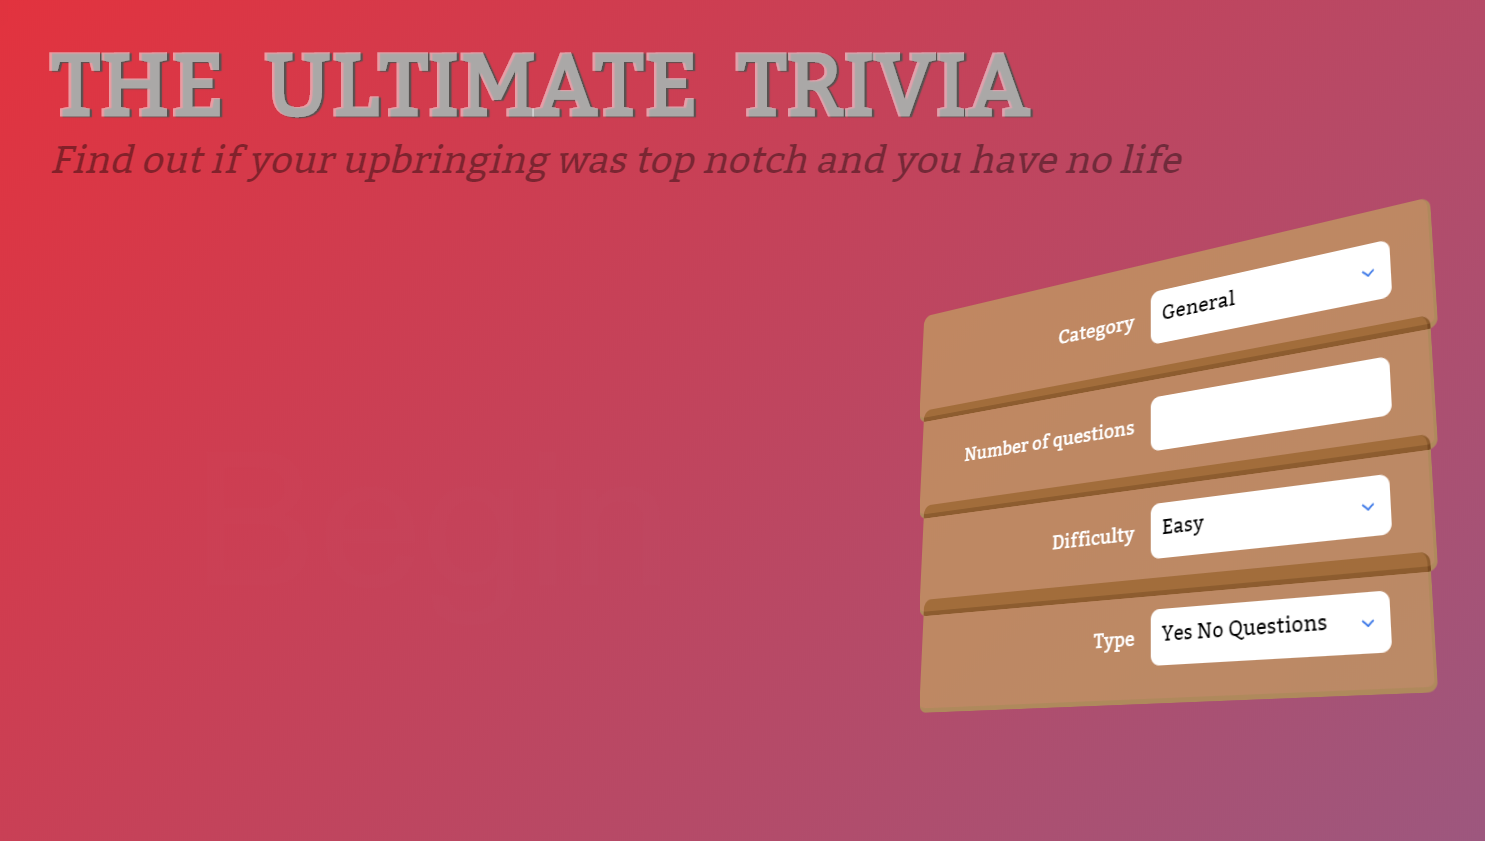 THE ULTIMATE TRIVIA
Find out if your upbringing was top notch and you have no life
Category General
Number of questions
Difficulty Easy
Type Yes No Questions